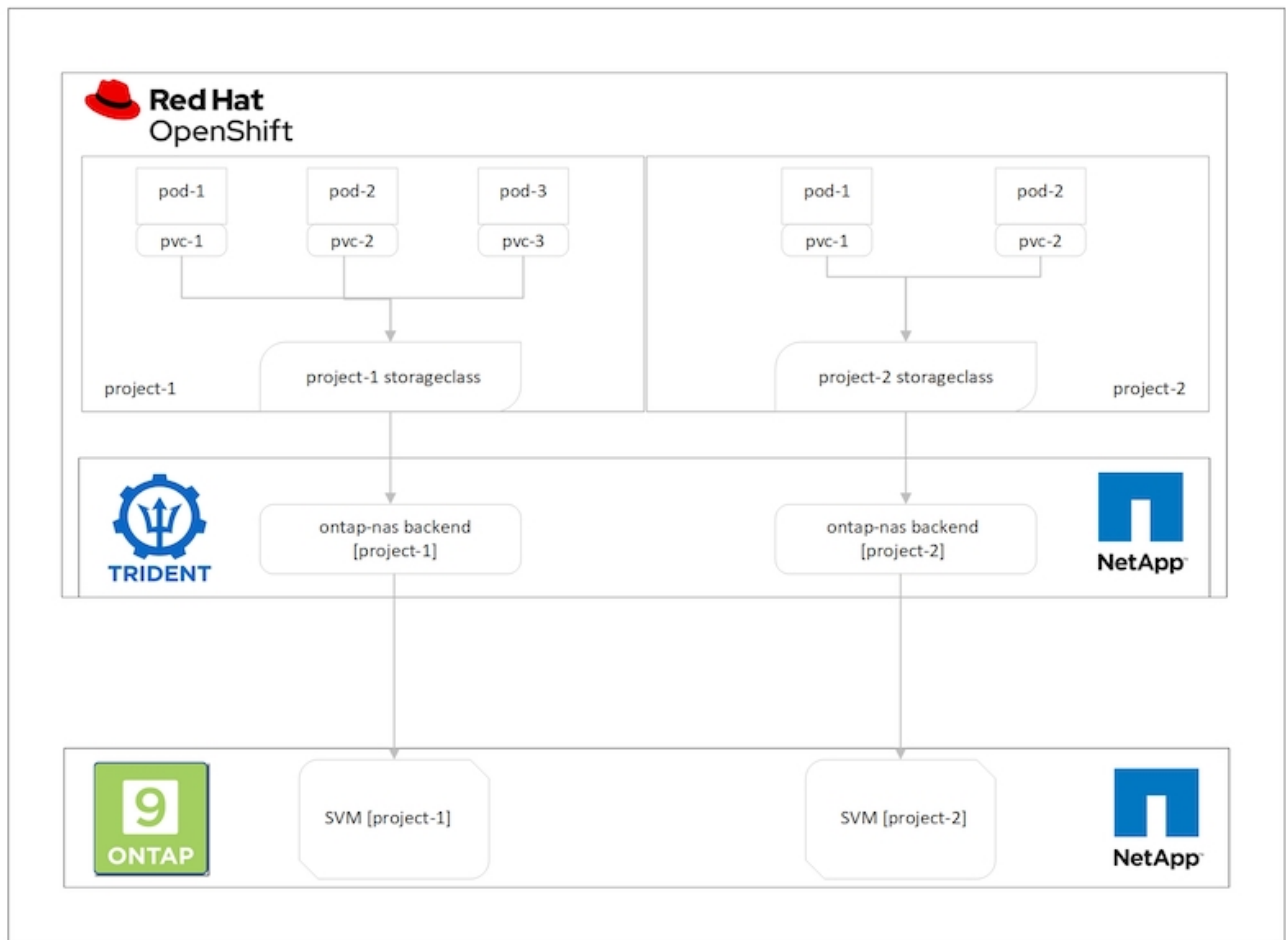 Red Hat
OpenShift
pod-1
pod-2
pod-3
pvc-1
pvc-2
pvc-3
project-1 storageclass
project-1
pod-1
pod-2
pvc-1
pvc-2
project-2 storageclass
project-2
TRIDENT
ontap-nas backend
[project-1]
ontap-nas backend
[project-2]
NetApp™
9
ONTAP
SVM [project-1]
SVM [project-2]
NetApp™